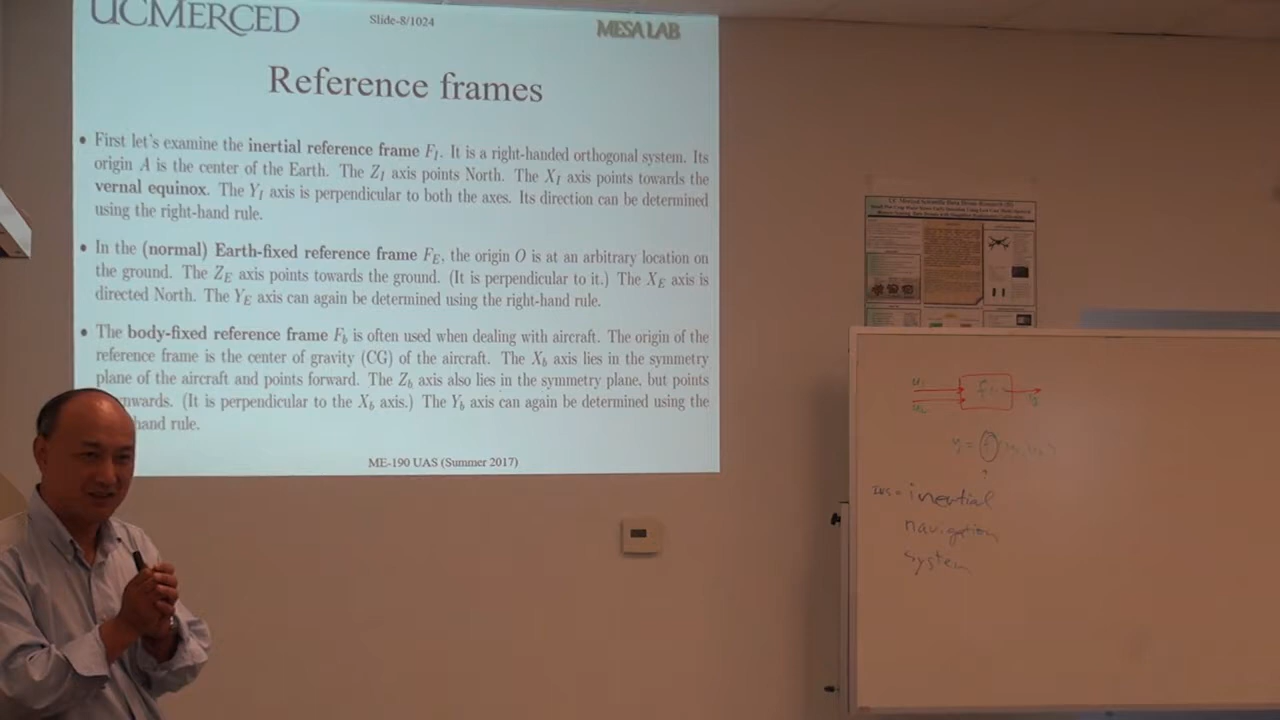 UCMERCED
Slide-8/1024
MESA LAB
Reference frames
• First let's examine the inertial reference frame F_I. It is a right-handed orthogonal system. Its
origin A is the center of the Earth. The Z_I axis points North. The X_I axis points towards the
vernal equinox. The Y_I axis is perpendicular to both the axes. Its direction can be determined
using the right-hand rule.
• In the (normal) Earth-fixed reference frame F_E, the origin O is at an arbitrary location on
the ground. The Z_E axis points towards the ground. (It is perpendicular to it.) The X_E axis is
directed North. The Y_E axis can again be determined using the right-hand rule.
• The body-fixed reference frame F_b is often used when dealing with aircraft. The origin of the
reference frame is the center of gravity (CG) of the aircraft. The X_b axis lies in the symmetry
plane of the aircraft and points forward. The Z_b axis also lies in the symmetry plane, but points
nwards. (It is perpendicular to the X_b axis.) The Y_b axis can again be determined using the
hand rule.
ME-190 UAS (Summer 2017)
INS = inertial
navigation
system